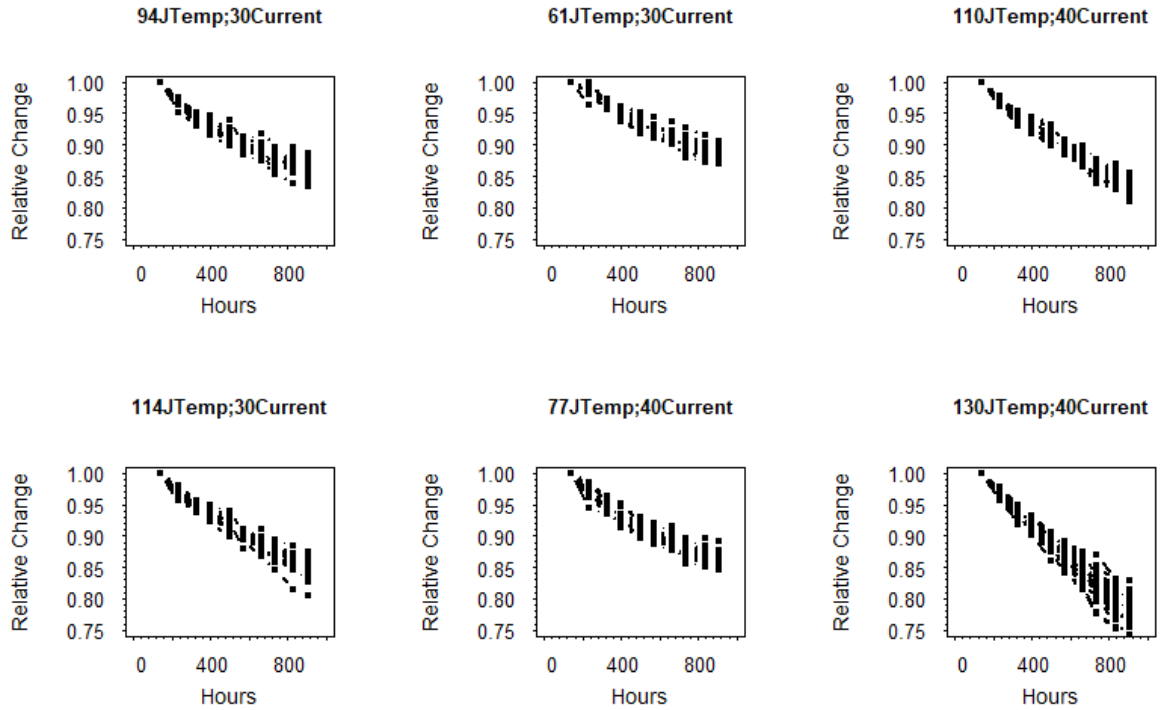 94JTemp;30Current
61JTemp;30Current
110JTemp;40Current
Relative Change
1.00
0.95
0.90
0.85
0.80
0.75
0 400 800
Hours
Relative Change
1.00
0.95
0.90
0.85
0.80
0.75
0 400 800
Hours
Relative Change
1.00
0.95
0.90
0.85
0.80
0.75
0 400 800
Hours
114JTemp;30Current
77JTemp;40Current
130JTemp;40Current
Relative Change
1.00
0.95
0.90
0.85
0.80
0.75
0 400 800
Hours
Relative Change
1.00
0.95
0.90
0.85
0.80
0.75
0 400 800
Hours
Relative Change
1.00
0.95
0.90
0.85
0.80
0.75
0 400 800
Hours